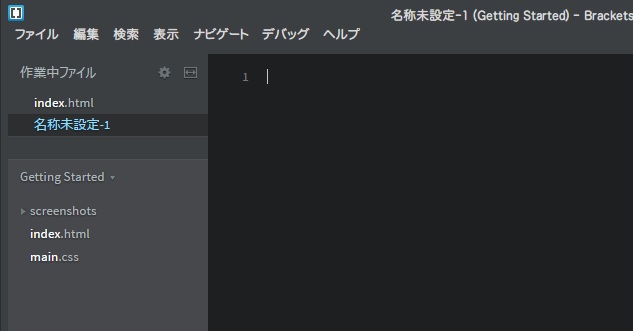 名称未設定-1 (Getting Started) - Brackets
ファイル 編集 検索 表示 ナビゲート デバッグ ヘルプ
作業中ファイル
index.html
名称未設定-1
Getting Started
screenshots
index.html
main.css
1